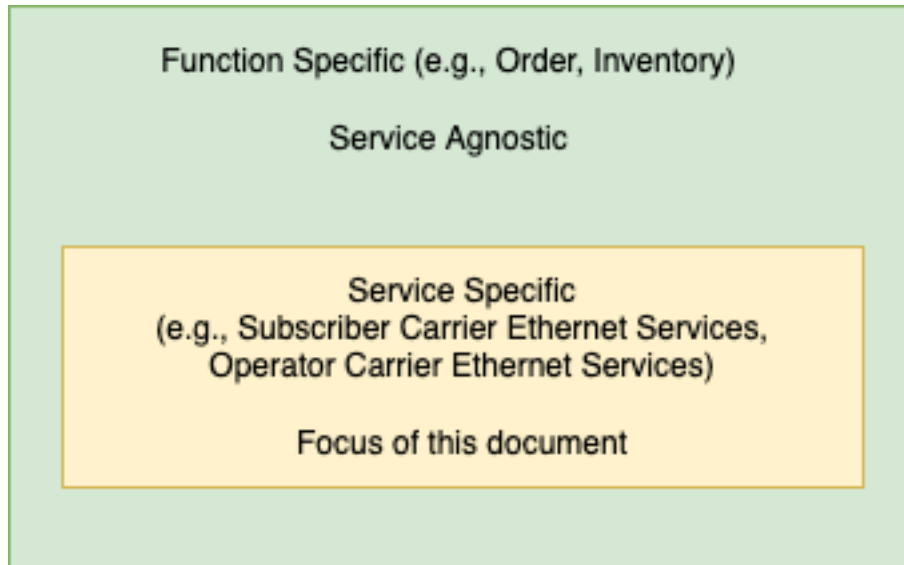 Function Specific (e.g., Order, Inventory)
Service Agnostic
Service Specific
(e.g., Subscriber Carrier Ethernet Services,
Operator Carrier Ethernet Services)
Focus of this document